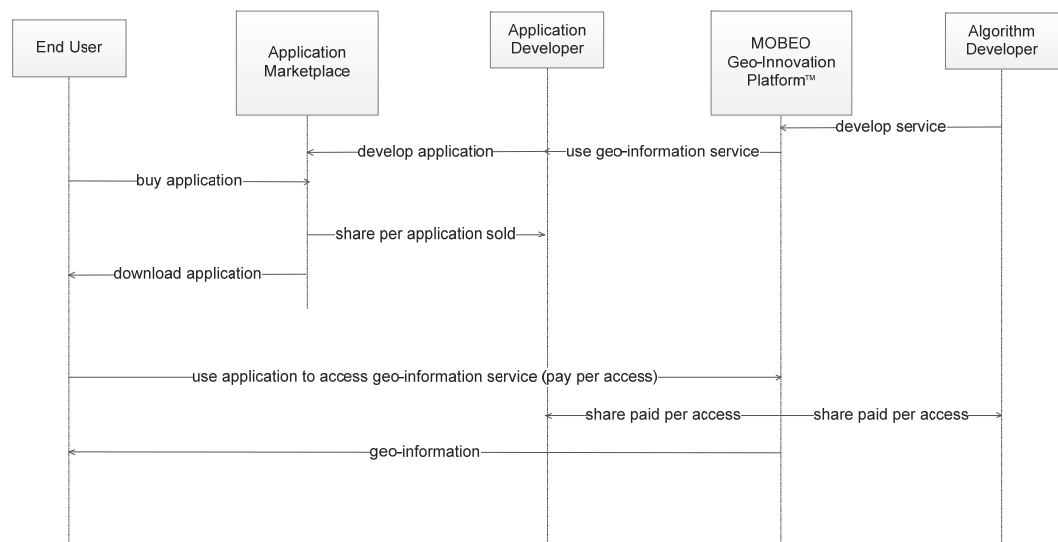 End User
Application
Marketplace
Application
Developer
MOBEO
Geo-Innovation
Platform™
Algorithm
Developer
develop service
develop application
use geo-information service
buy application
share per application sold
download application
use application to access geo-information service (pay per access)
share paid per access
share paid per access
geo-information